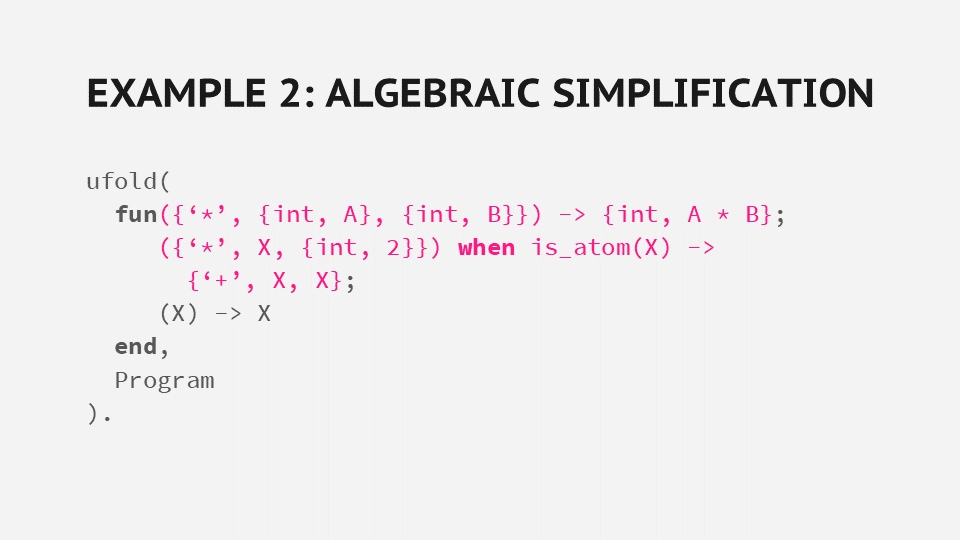 EXAMPLE 2: ALGEBRAIC SIMPLIFICATION
ufold(
  fun({‘*’, {int, A}, {int, B}}) -> {int, A * B};
     ({‘*’, X, {int, 2}}) when is_atom(X) ->
       {‘+’, X, X};
     (X) -> X
  end,
  Program
).